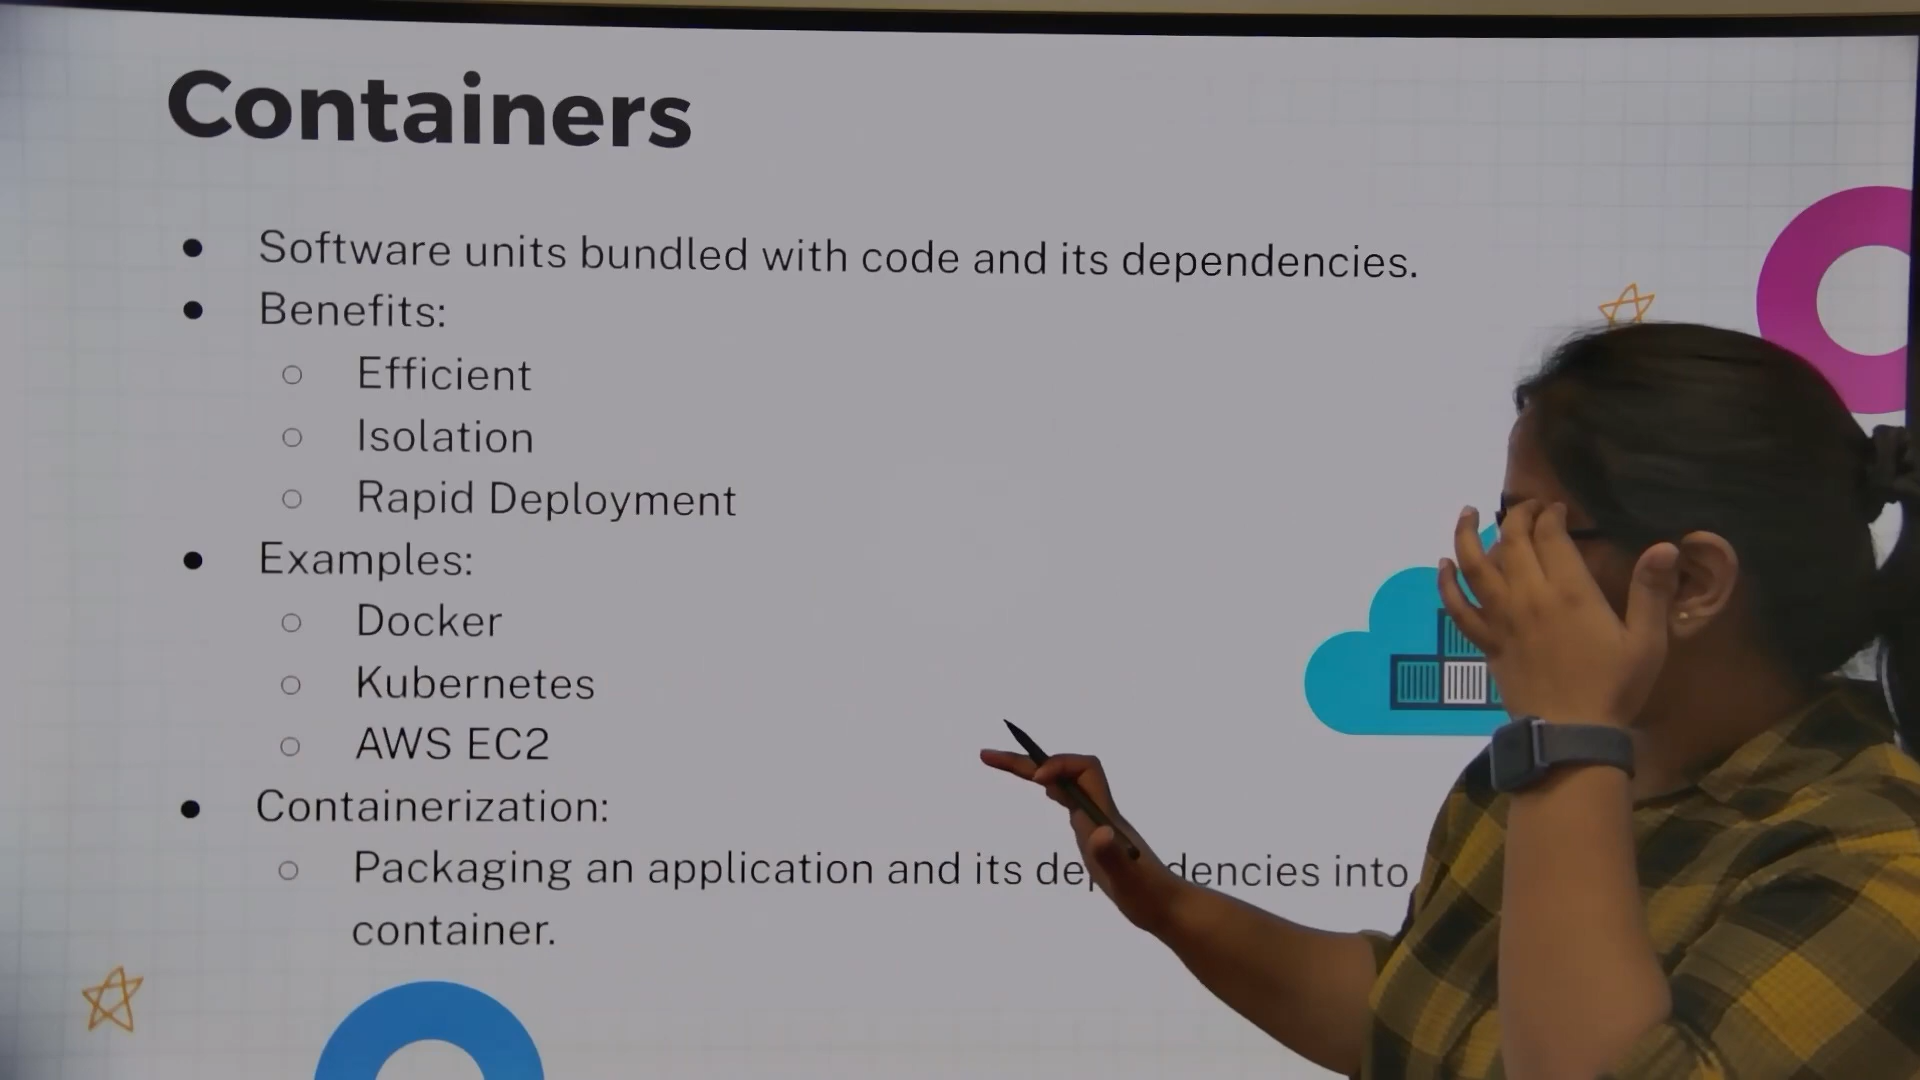 Containers
● Software units bundled with code and its dependencies.
● Benefits:
○ Efficient
○ Isolation
○ Rapid Deployment
● Examples:
○ Docker
○ Kubernetes
○ AWS EC2
● Containerization:
○ Packaging an application and its dependencies into
container.